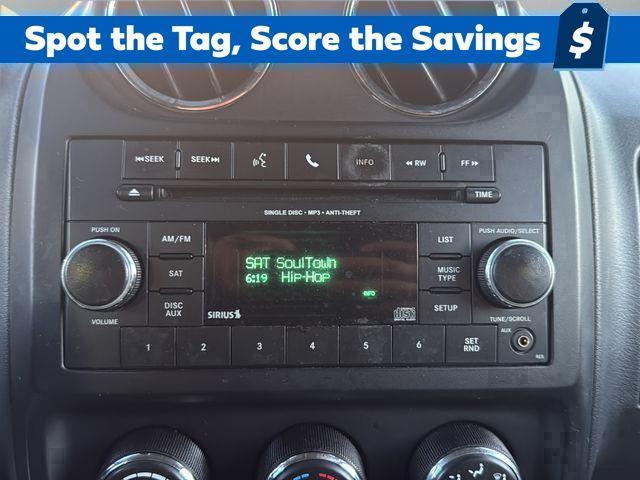 Spot the Tag, Score the Savings $
SEEK SEEK INFO RW FF
TIME
SINGLE DISC • MP3 • ANTI-THEFT
PUSH ON AM/FM LIST PUSH AUDIO/SELECT
SAT SoulTown
6:19 Hip-Hop
INFO
SAT MUSIC TYPE
DISC AUX SETUP
SIRIUS
VOLUME TUNE/SCROLL
1 2 3 4 5 6 SET RND
AUX
RES.